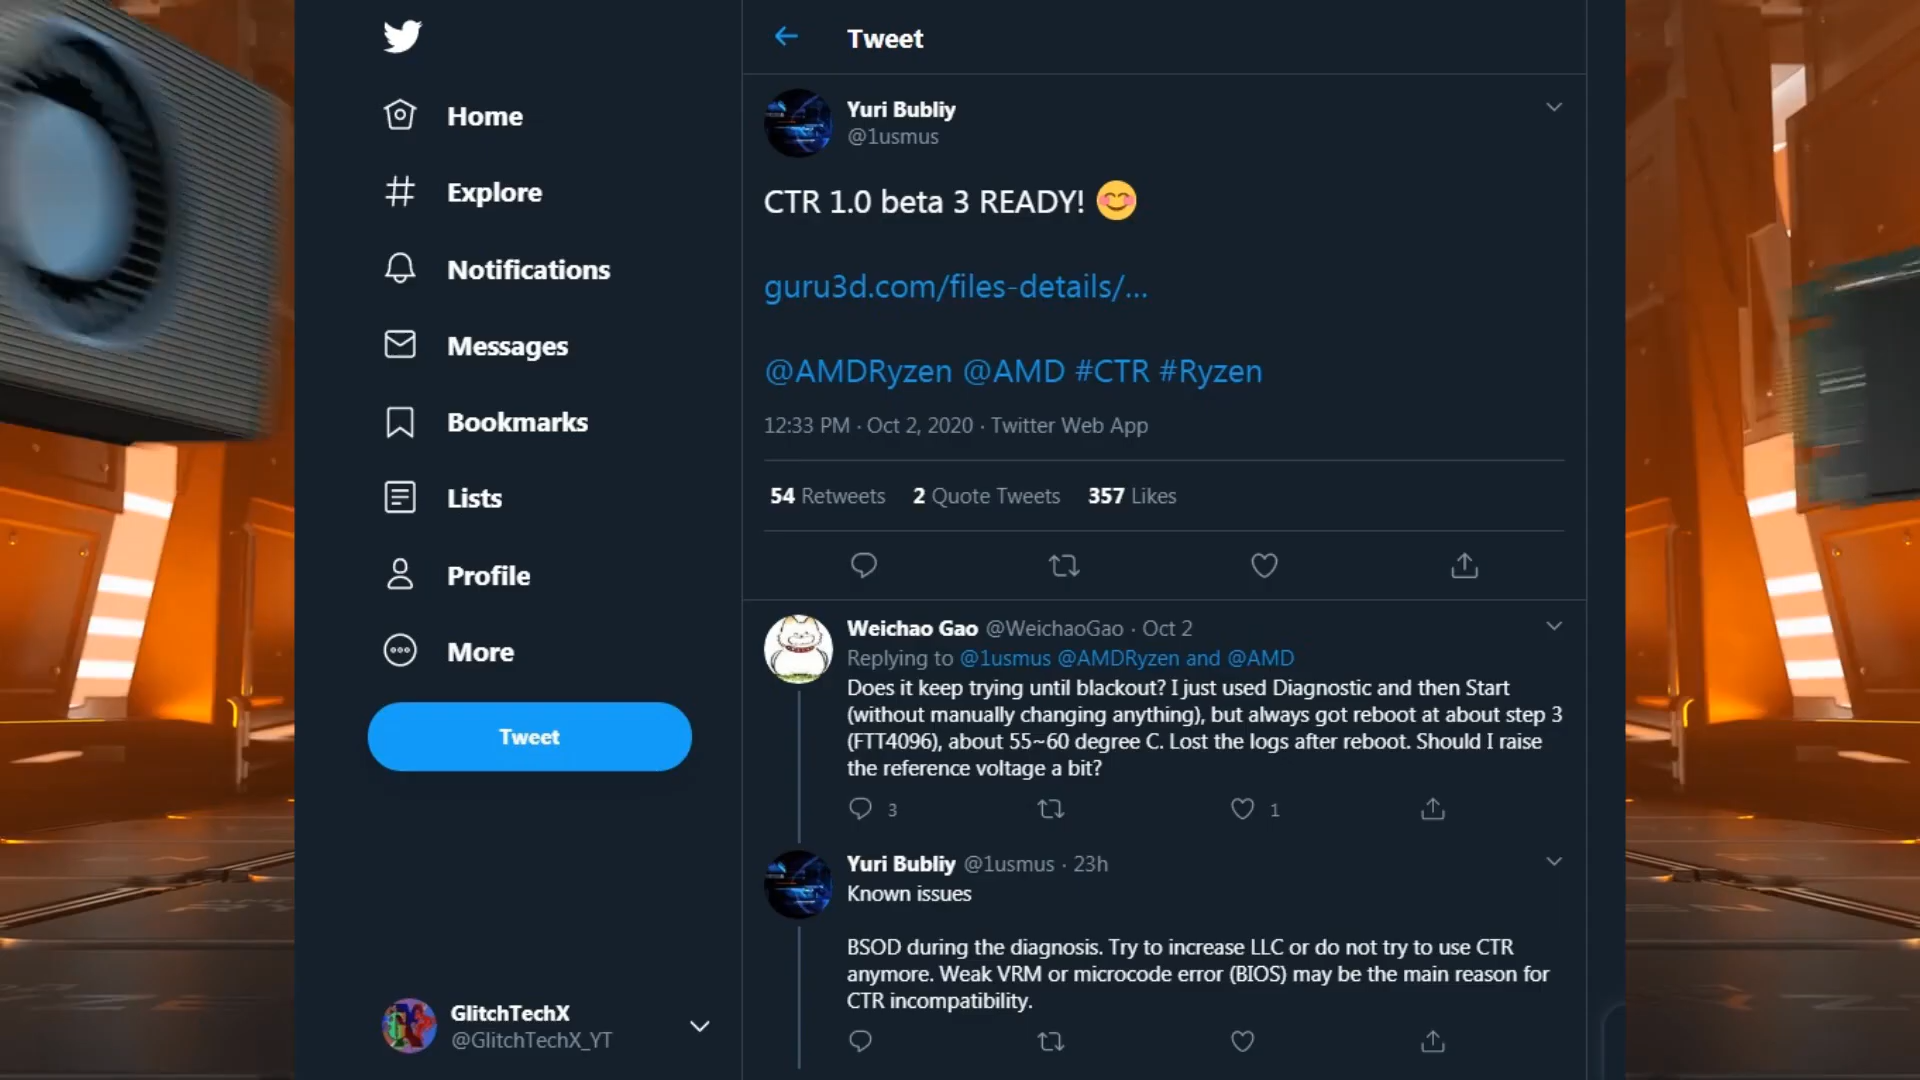 Home
Explore
Notifications
Messages
Bookmarks
Lists
Profile
More
Tweet
GlitchTechX
@GlitchTechX_YT
Tweet
Yuri Bubliy
@1usmus
CTR 1.0 beta 3 READY! 😊
guru3d.com/files-details/...
@AMDRyzen @AMD #CTR #Ryzen
12:33 PM · Oct 2, 2020 · Twitter Web App
54 Retweets 2 Quote Tweets 357 Likes
Weichao Gao @WeichaoGao · Oct 2
Replying to @1usmus @AMDRyzen and @AMD
Does it keep trying until blackout? I just used Diagnostic and then Start
(without manually changing anything), but always got reboot at about step 3
(FTT4096), about 55~60 degree C. Lost the logs after reboot. Should I raise
the reference voltage a bit?
3 1
Yuri Bubliy @1usmus · 23h
Known issues
BSOD during the diagnosis. Try to increase LLC or do not try to use CTR
anymore. Weak VRM or microcode error (BIOS) may be the main reason for
CTR incompatibility.